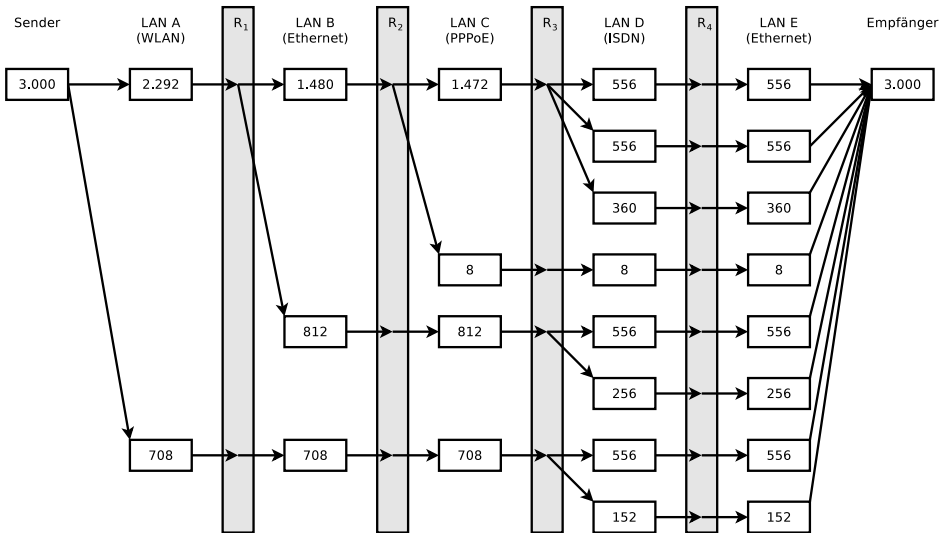 Sender LAN A R1 LAN B R2 LAN C R3 LAN D R4 LAN E Empfänger
(WLAN) (Ethernet) (PPPoE) (ISDN) (Ethernet)
3.000 2.292 1.480 1.472 556 556 3.000
556 556
360 360
8 8 8
812 812 556 556
256 256
708 708 708 556 556
152 152